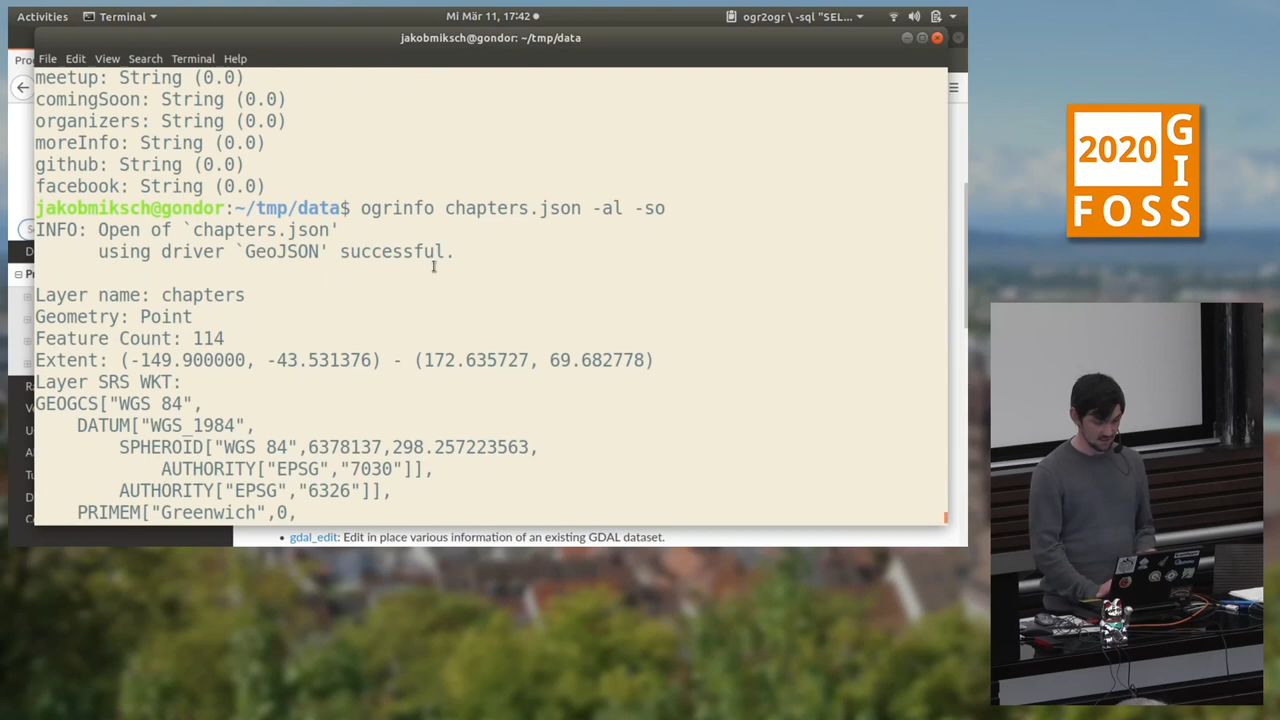 Activities
Terminal
Mi Mär 11, 17:42
ogr2ogr \ -sql "SEL...
jakobmiksch@gondor: ~/tmp/data
File Edit View Search Terminal Help
meetup: String (0.0)
comingSoon: String (0.0)
organizers: String (0.0)
moreInfo: String (0.0)
github: String (0.0)
facebook: String (0.0)
jakobmiksch@gondor:~/tmp/data$ ogrinfo chapters.json -al -so
INFO: Open of `chapters.json'
using driver `GeoJSON' successful.
Layer name: chapters
Geometry: Point
Feature Count: 114
Extent: (-149.900000, -43.531376) - (172.635727, 69.682778)
Layer SRS WKT:
GEOGCS["WGS 84",
DATUM["WGS_1984",
SPHEROID["WGS 84",6378137,298.257223563,
AUTHORITY["EPSG","7030"]],
AUTHORITY["EPSG","6326"]],
PRIMEM["Greenwich",0,
gdal_edit: Edit in place various information of an existing GDAL dataset.
2020
G
I
FOSS